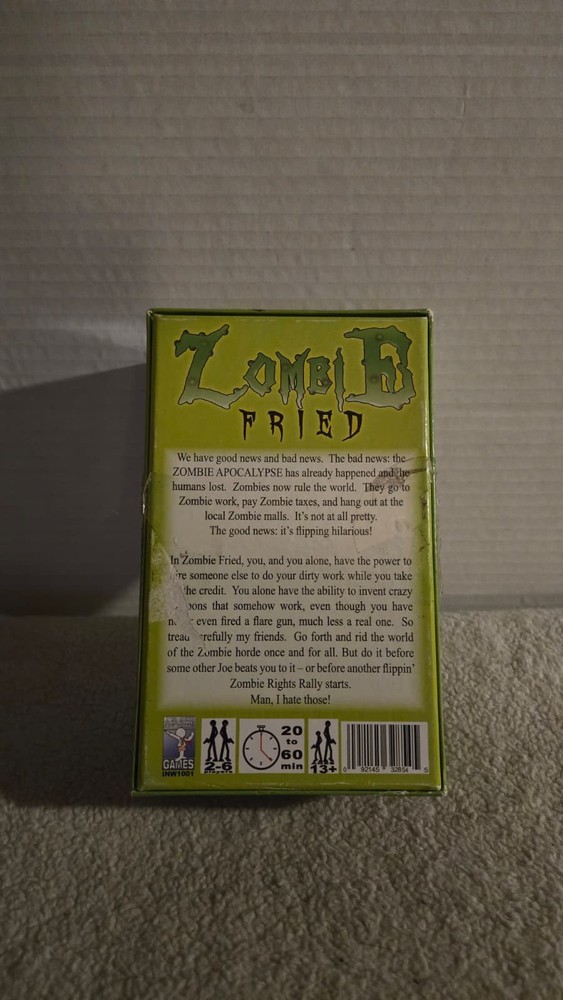 ZOMBIE
FRIED
We have good news and bad news. The bad news: the
ZOMBIE APOCALYPSE has already happened and the
humans lost. Zombies now rule the world. They go to
Zombie work, pay Zombie taxes, and hang out at the
local Zombie malls. It's not at all pretty.
The good news: it's flipping hilarious!
In Zombie Fried, you, and you alone, have the power to
someone else to do your dirty work while you take
the credit. You alone have the ability to invent crazy
that somehow work, even though you have
even fired a flare gun, much less a real one. So
tread my friends. Go forth and rid the world
of the Zombie horde once and for all. But do it before
some other Joe beats you to it – or before another flippin'
Zombie Rights Rally starts.
Man, I hate those!
GAMES
INW1001
2-6
20
to
60
min
13+
0 92145 32654 5